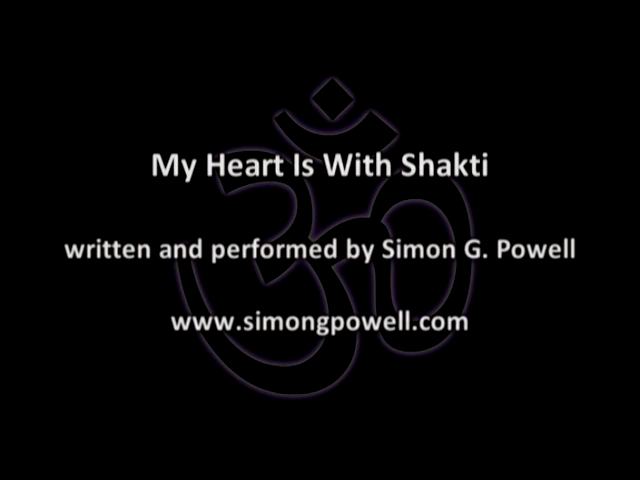 My Heart Is With Shakti
written and performed by Simon G. Powell
www.simongpowell.com